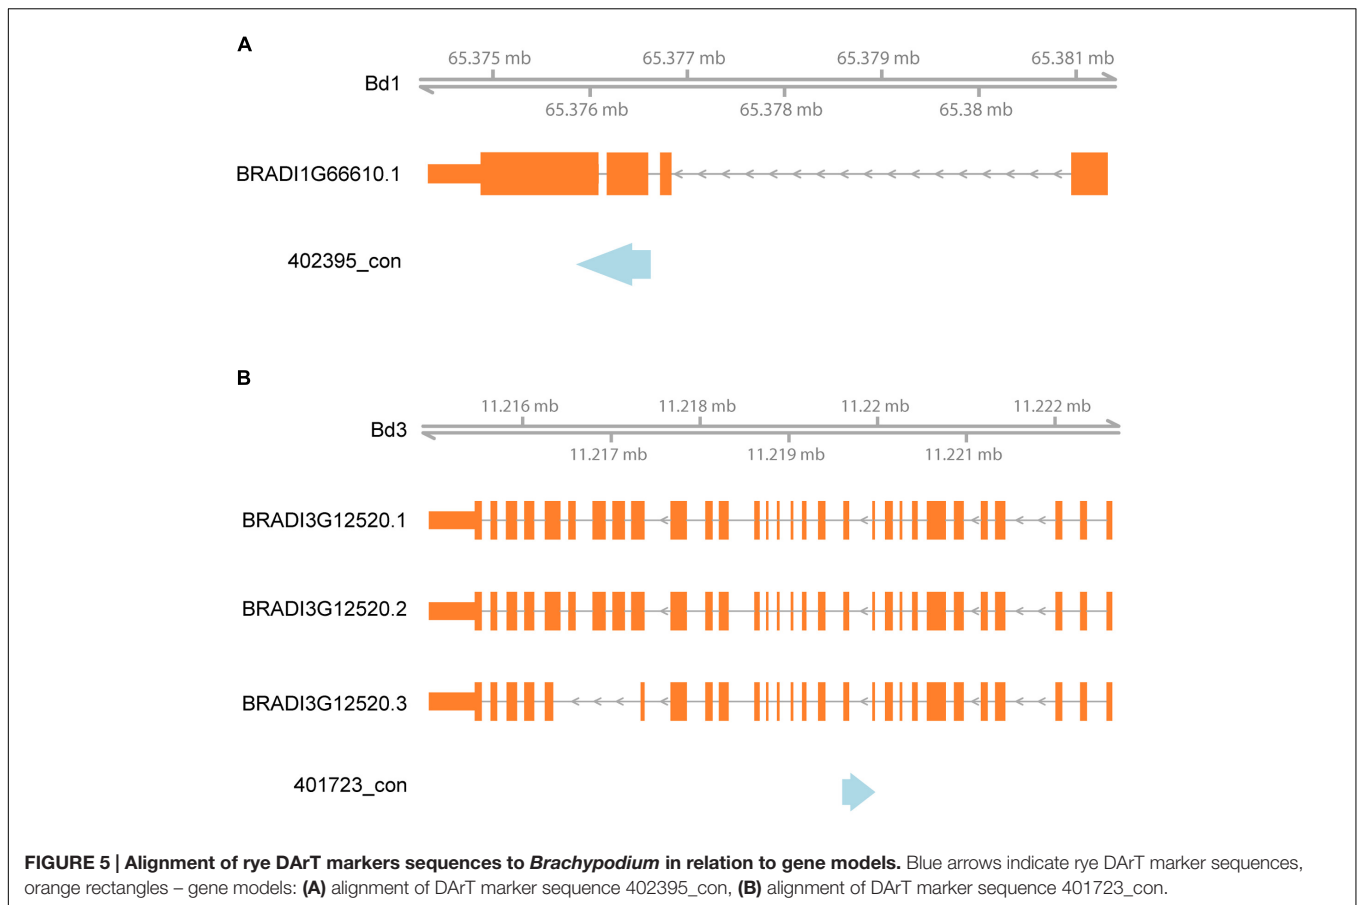 A
65.375 mb 65.377 mb 65.379 mb 65.381 mb
Bd1
65.376 mb 65.378 mb 65.38 mb
BRADI1G66610.1
402395_con
B
11.216 mb 11.218 mb 11.22 mb 11.222 mb
Bd3
11.217 mb 11.219 mb 11.221 mb
BRADI3G12520.1
BRADI3G12520.2
BRADI3G12520.3
401723_con
FIGURE 5 | Alignment of rye DArT markers sequences to Brachypodium in relation to gene models. Blue arrows indicate rye DArT marker sequences,
orange rectangles – gene models: (A) alignment of DArT marker sequence 402395_con, (B) alignment of DArT marker sequence 401723_con.